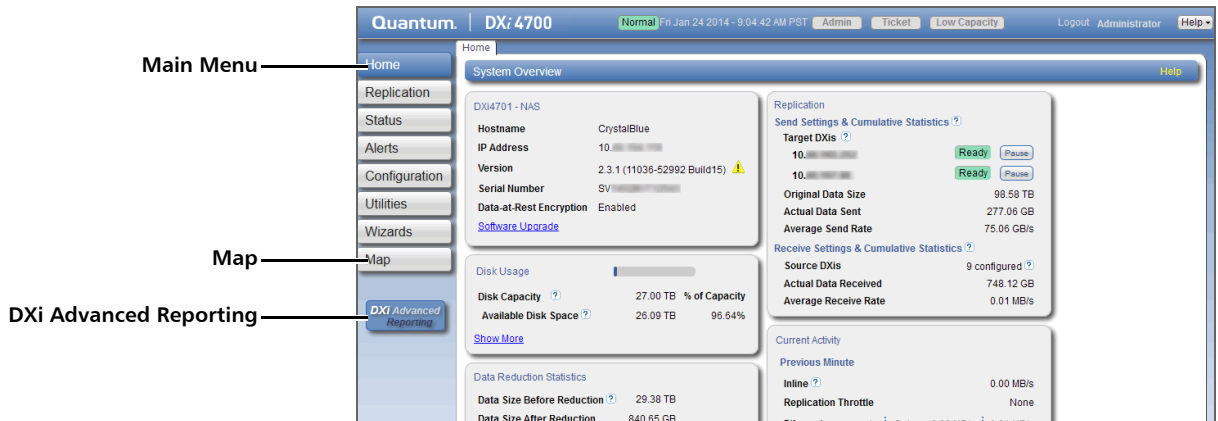 Quantum. DXi 4700 Normal Fri Jan 24 2014 - 9:04:42 AM PST Admin Ticket Low Capacity Logout Administrator Help
Home
Main Menu
Home
Replication
Status
Alerts
Configuration
Utilities
Wizards
Map
Map
DXi Advanced Reporting
DXi Advanced
Reporting
System Overview Help
DXi4701 - NAS
Hostname CrystalBlue
IP Address 10.
Version 2.3.1 (11036-52992 Build15)
Serial Number SV
Data-at-Rest Encryption Enabled
Software Upgrade
Disk Usage
Disk Capacity ? 27.00 TB % of Capacity
Available Disk Space ? 26.09 TB 96.64%
Show More
Data Reduction Statistics
Data Size Before Reduction ? 29.38 TB
Data Size After Reduction 840.65 GB
Replication
Send Settings & Cumulative Statistics ?
Target DXis ?
10. Ready Pause
10. Ready Pause
Original Data Size 98.58 TB
Actual Data Sent 277.06 GB
Average Send Rate 75.06 GB/s
Receive Settings & Cumulative Statistics ?
Source DXis 9 configured ?
Actual Data Received 748.12 GB
Average Receive Rate 0.01 MB/s
Current Activity
Previous Minute
Inline ? 0.00 MB/s
Replication Throttle None